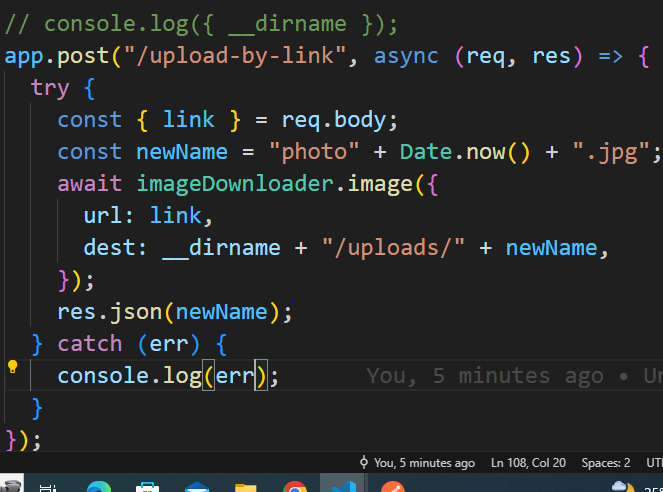 // console.log({ __dirname });
app.post("/upload-by-link", async (req, res) => {
try {
const { link } = req.body;
const newName = "photo" + Date.now() + ".jpg";
await imageDownloader.image({
url: link,
dest: __dirname + "/uploads/" + newName,
});
res.json(newName);
} catch (err) {
console.log(err); You, 5 minutes ago •
}
});
You, 5 minutes ago Ln 108, Col 20 Spaces: 2